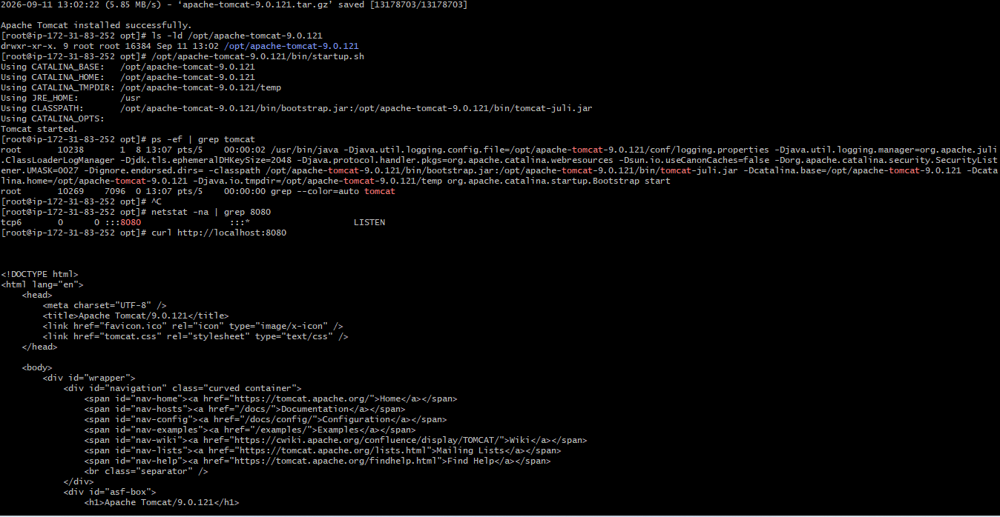 2026-09-11 13:02:22 (5.85 MB/s) - ‘apache-tomcat-9.0.121.tar.gz’ saved [13178703/13178703]
Apache Tomcat installed successfully.
[root@ip-172-31-83-252 opt]# ls -ld /opt/apache-tomcat-9.0.121
drwxr-xr-x. 9 root root 16384 Sep 11 13:02 /opt/apache-tomcat-9.0.121
[root@ip-172-31-83-252 opt]# /opt/apache-tomcat-9.0.121/bin/startup.sh
Using CATALINA_BASE:   /opt/apache-tomcat-9.0.121
Using CATALINA_HOME:   /opt/apache-tomcat-9.0.121
Using CATALINA_TMPDIR: /opt/apache-tomcat-9.0.121/temp
Using JRE_HOME:        /usr
Using CLASSPATH:       /opt/apache-tomcat-9.0.121/bin/bootstrap.jar:/opt/apache-tomcat-9.0.121/bin/tomcat-juli.jar
Using CATALINA_OPTS:
Tomcat started.
[root@ip-172-31-83-252 opt]# ps -ef | grep tomcat
root       10238       1  8 13:07 pts/5    00:00:02 /usr/bin/java -Djava.util.logging.config.file=/opt/apache-tomcat-9.0.121/conf/logging.properties -Djava.util.logging.manager=org.apache.juli
.ClassLoaderLogManager -Djdk.tls.ephemeralDHKeySize=2048 -Djava.protocol.handler.pkgs=org.apache.catalina.webresources -Dsun.io.useCanonCaches=false -Dorg.apache.catalina.security.SecurityList
ener.UMASK=0027 -Dignore.endorsed.dirs= -classpath /opt/apache-tomcat-9.0.121/bin/bootstrap.jar:/opt/apache-tomcat-9.0.121/bin/tomcat-juli.jar -Dcatalina.base=/opt/apache-tomcat-9.0.121 -Dcata
lina.home=/opt/apache-tomcat-9.0.121 -Djava.io.tmpdir=/opt/apache-tomcat-9.0.121/temp org.apache.catalina.startup.Bootstrap start
root       10269    7096  0 13:07 pts/5    00:00:00 grep --color=auto tomcat
[root@ip-172-31-83-252 opt]# ^C
[root@ip-172-31-83-252 opt]# netstat -na | grep 8080
tcp6       0      0 :::8080                 :::*                    LISTEN
[root@ip-172-31-83-252 opt]# curl http://localhost:8080
<!DOCTYPE html>
<html lang="en">
    <head>
        <meta charset="UTF-8" />
        <title>Apache Tomcat/9.0.121</title>
        <link href="favicon.ico" rel="icon" type="image/x-icon" />
        <link href="tomcat.css" rel="stylesheet" type="text/css" />
    </head>
    <body>
        <div id="wrapper">
            <div id="navigation" class="curved container">
                <span id="nav-home"><a href="https://tomcat.apache.org/">Home</a></span>
                <span id="nav-hosts"><a href="/docs/">Documentation</a></span>
                <span id="nav-config"><a href="/docs/config/">Configuration</a></span>
                <span id="nav-examples"><a href="/examples/">Examples</a></span>
                <span id="nav-wiki"><a href="https://cwiki.apache.org/confluence/display/TOMCAT/">Wiki</a></span>
                <span id="nav-lists"><a href="https://tomcat.apache.org/lists.html">Mailing Lists</a></span>
                <span id="nav-help"><a href="https://tomcat.apache.org/findhelp.html">Find Help</a></span>
                <br class="separator" />
            </div>
            <div id="asf-box">
                <h1>Apache Tomcat/9.0.121</h1>